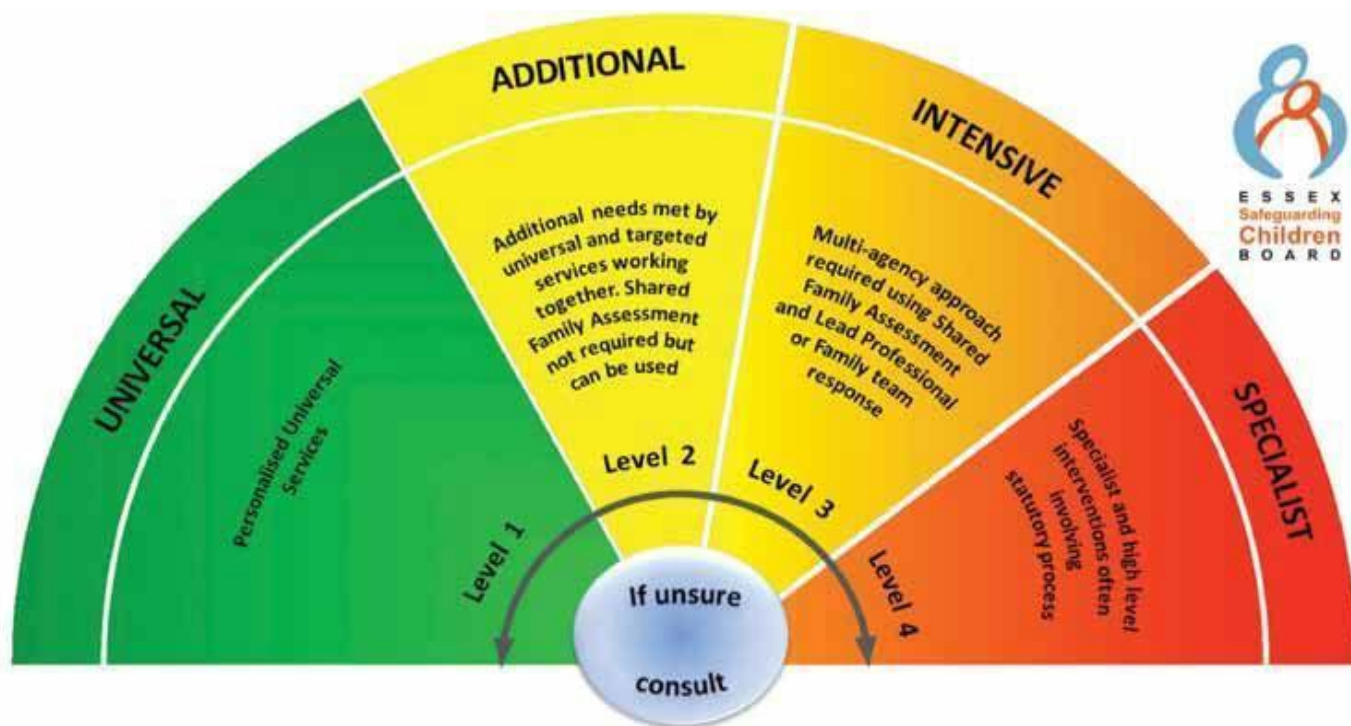 UNIVERSAL
Personalised Universal
Services
Level 1
ADDITIONAL
Additional needs met by
universal and targeted
services working
together. Shared
Family Assessment
not required but
can be used
Level 2
INTENSIVE
Multi-agency approach
required using Shared
Family Assessment
and Lead Professional
or Family team
response
Level 3
SPECIALIST
Specialist and high level
interventions often
involving
statutory process
Level 4
If unsure
consult
ESSEX
Safeguarding
Children
BOARD